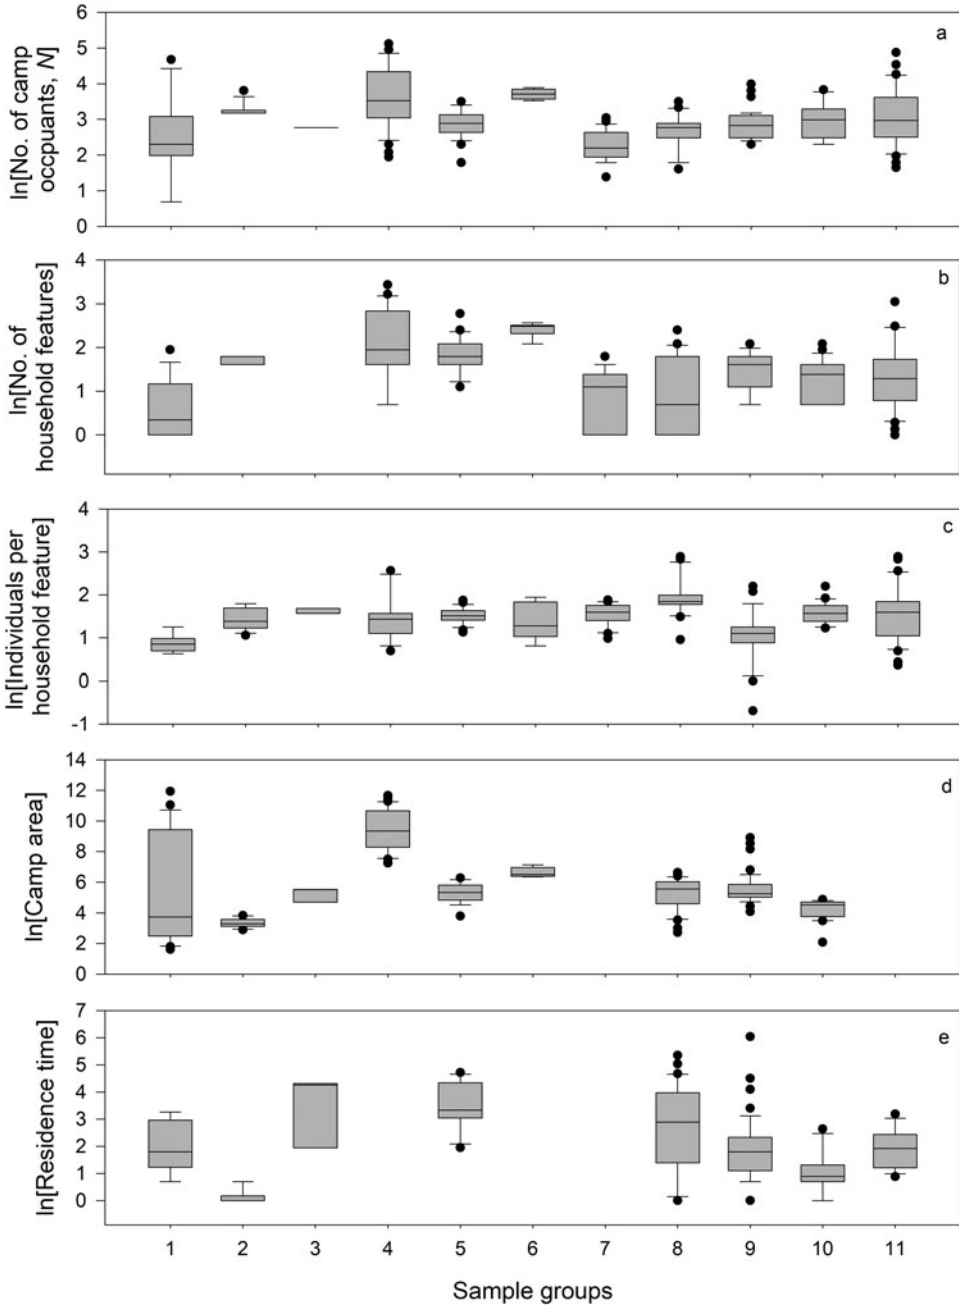 6
5
4
3
2
1
0
ln[No. of camp
occpuants, N]
a
4
3
2
1
0
ln[No. of
household features]
b
4
3
2
1
0
-1
ln[Individuals per
household feature]
c
14
12
10
8
6
4
2
0
ln[Camp area]
d
7
6
5
4
3
2
1
0
ln[Residence time]
e
1 2 3 4 5 6 7 8 9 10 11
Sample groups